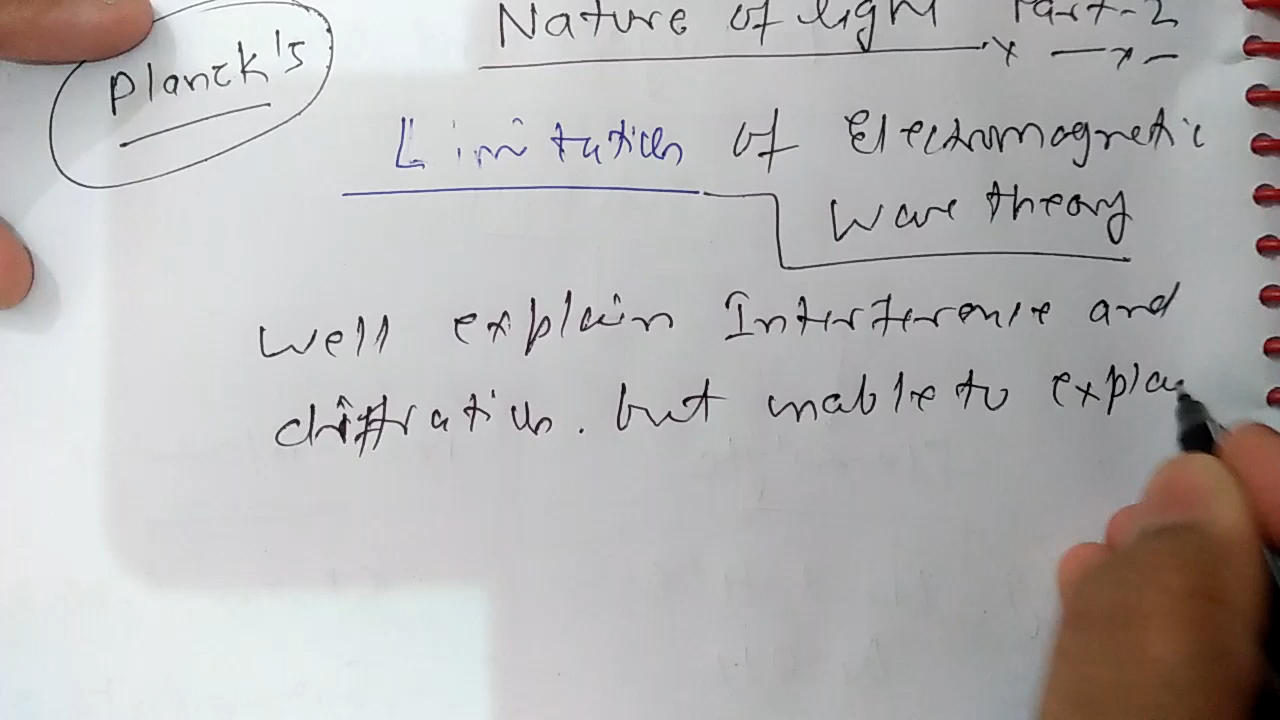 Nature of light Part-2
Planck's
Limitation of Electromagnetic
Wave theory
Well explain Interference and
diffration. but unable to expla